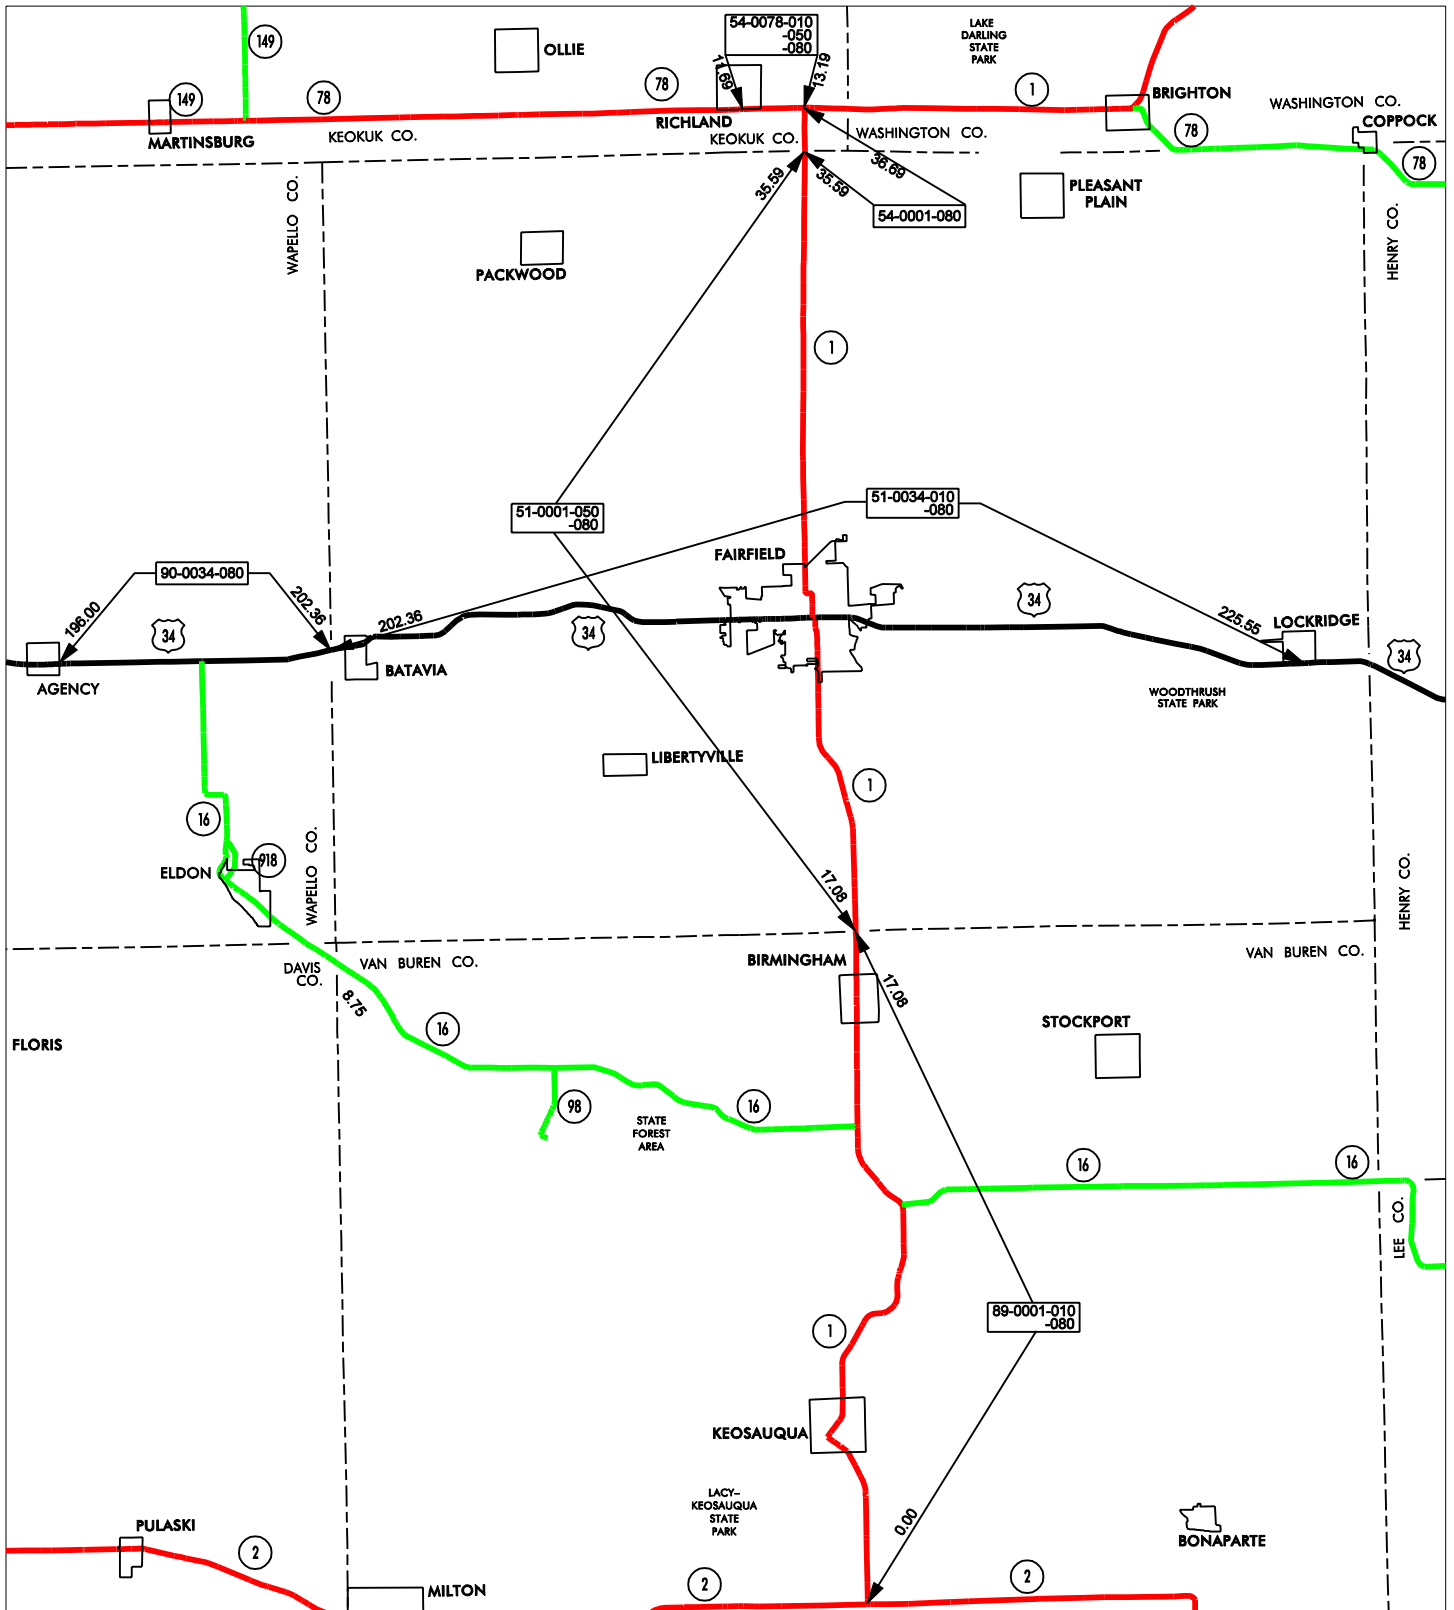 54-0078-010
-050
-080
LAKE
DARLING
STATE
PARK
149
OLLIE
11.69
13.19
149
78
78
1
BRIGHTON
WASHINGTON CO.
COPPOCK
MARTINSBURG
KEOKUK CO.
RICHLAND
KEOKUK CO.
WASHINGTON CO.
78
78
36.69
35.59
35.59
54-0001-080
PLEASANT
PLAIN
WAPELLO CO.
HENRY CO.
PACKWOOD
1
51-0001-050
-080
51-0034-010
-080
FAIRFIELD
90-0034-080
196.00
202.36
202.36
34
34
34
225.55
LOCKRIDGE
34
AGENCY
BATAVIA
WOODTHRUSH
STATE PARK
LIBERTYVILLE
1
16
918
ELDON
WAPELLO CO.
17.08
HENRY CO.
DAVIS
CO.
VAN BUREN CO.
BIRMINGHAM
VAN BUREN CO.
8.75
17.08
FLORIS
16
STOCKPORT
98
16
STATE
FOREST
AREA
16
16
LEE CO.
89-0001-010
-080
1
KEOSAUQUA
LACY-
KEOSAUQUA
STATE
PARK
0.00
PULASKI
2
BONAPARTE
MILTON
2
2